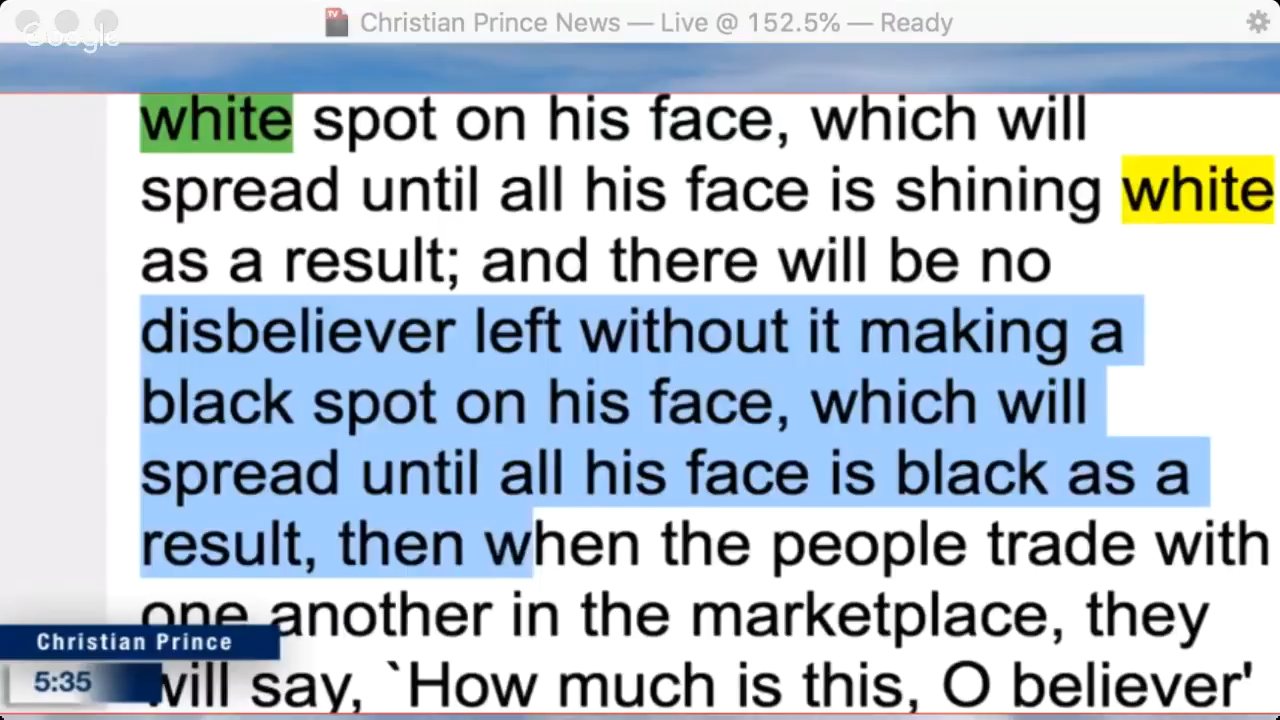 Christian Prince News — Live @ 152.5% — Ready
Google
white spot on his face, which will
spread until all his face is shining white
as a result; and there will be no
disbeliever left without it making a
black spot on his face, which will
spread until all his face is black as a
result, then when the people trade with
one another in the marketplace, they
will say, `How much is this, O believer'
Christian Prince
5:35